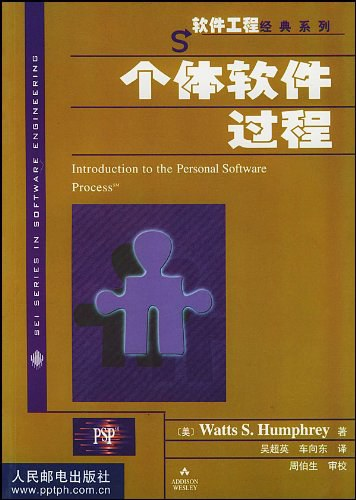 软件工程经典系列
个体软件
过程
Introduction to the Personal Software
Process℠
SEI SERIES IN SOFTWARE ENGINEERING
PSP
[美] Watts S. Humphrey 著
吴超英 车向东 译
周伯生 审校
ADDISON
WESLEY
人民邮电出版社
www.pptph.com.cn